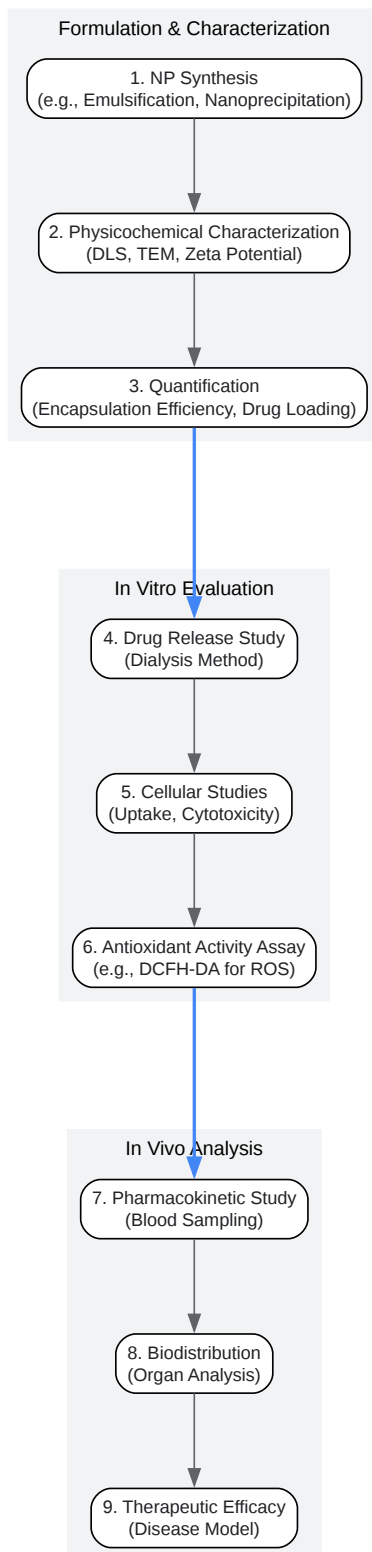 Formulation & Characterization
1. NP Synthesis
(e.g., Emulsification, Nanoprecipitation)
2. Physicochemical Characterization
(DLS, TEM, Zeta Potential)
3. Quantification
(Encapsulation Efficiency, Drug Loading)
In Vitro Evaluation
4. Drug Release Study
(Dialysis Method)
5. Cellular Studies
(Uptake, Cytotoxicity)
6. Antioxidant Activity Assay
(e.g., DCFH-DA for ROS)
In Vivo Analysis
7. Pharmacokinetic Study
(Blood Sampling)
8. Biodistribution
(Organ Analysis)
9. Therapeutic Efficacy
(Disease Model)